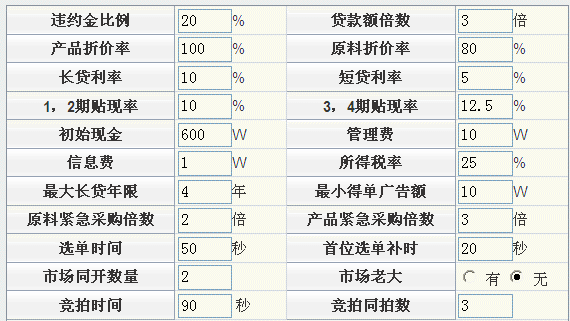 违约金比例 20 % 贷款额倍数 3 倍
产品折价率 100 % 原料折价率 80 %
长贷利率 10 % 短贷利率 5 %
1，2期贴现率 10 % 3，4期贴现率 12.5 %
初始现金 600 W 管理费 10 W
信息费 1 W 所得税率 25 %
最大长贷年限 4 年 最小得单广告额 10 W
原料紧急采购倍数 2 倍 产品紧急采购倍数 3 倍
选单时间 50 秒 首位选单补时 20 秒
市场同开数量 2 市场老大 有 无
竞拍时间 90 秒 竞拍同拍数 3